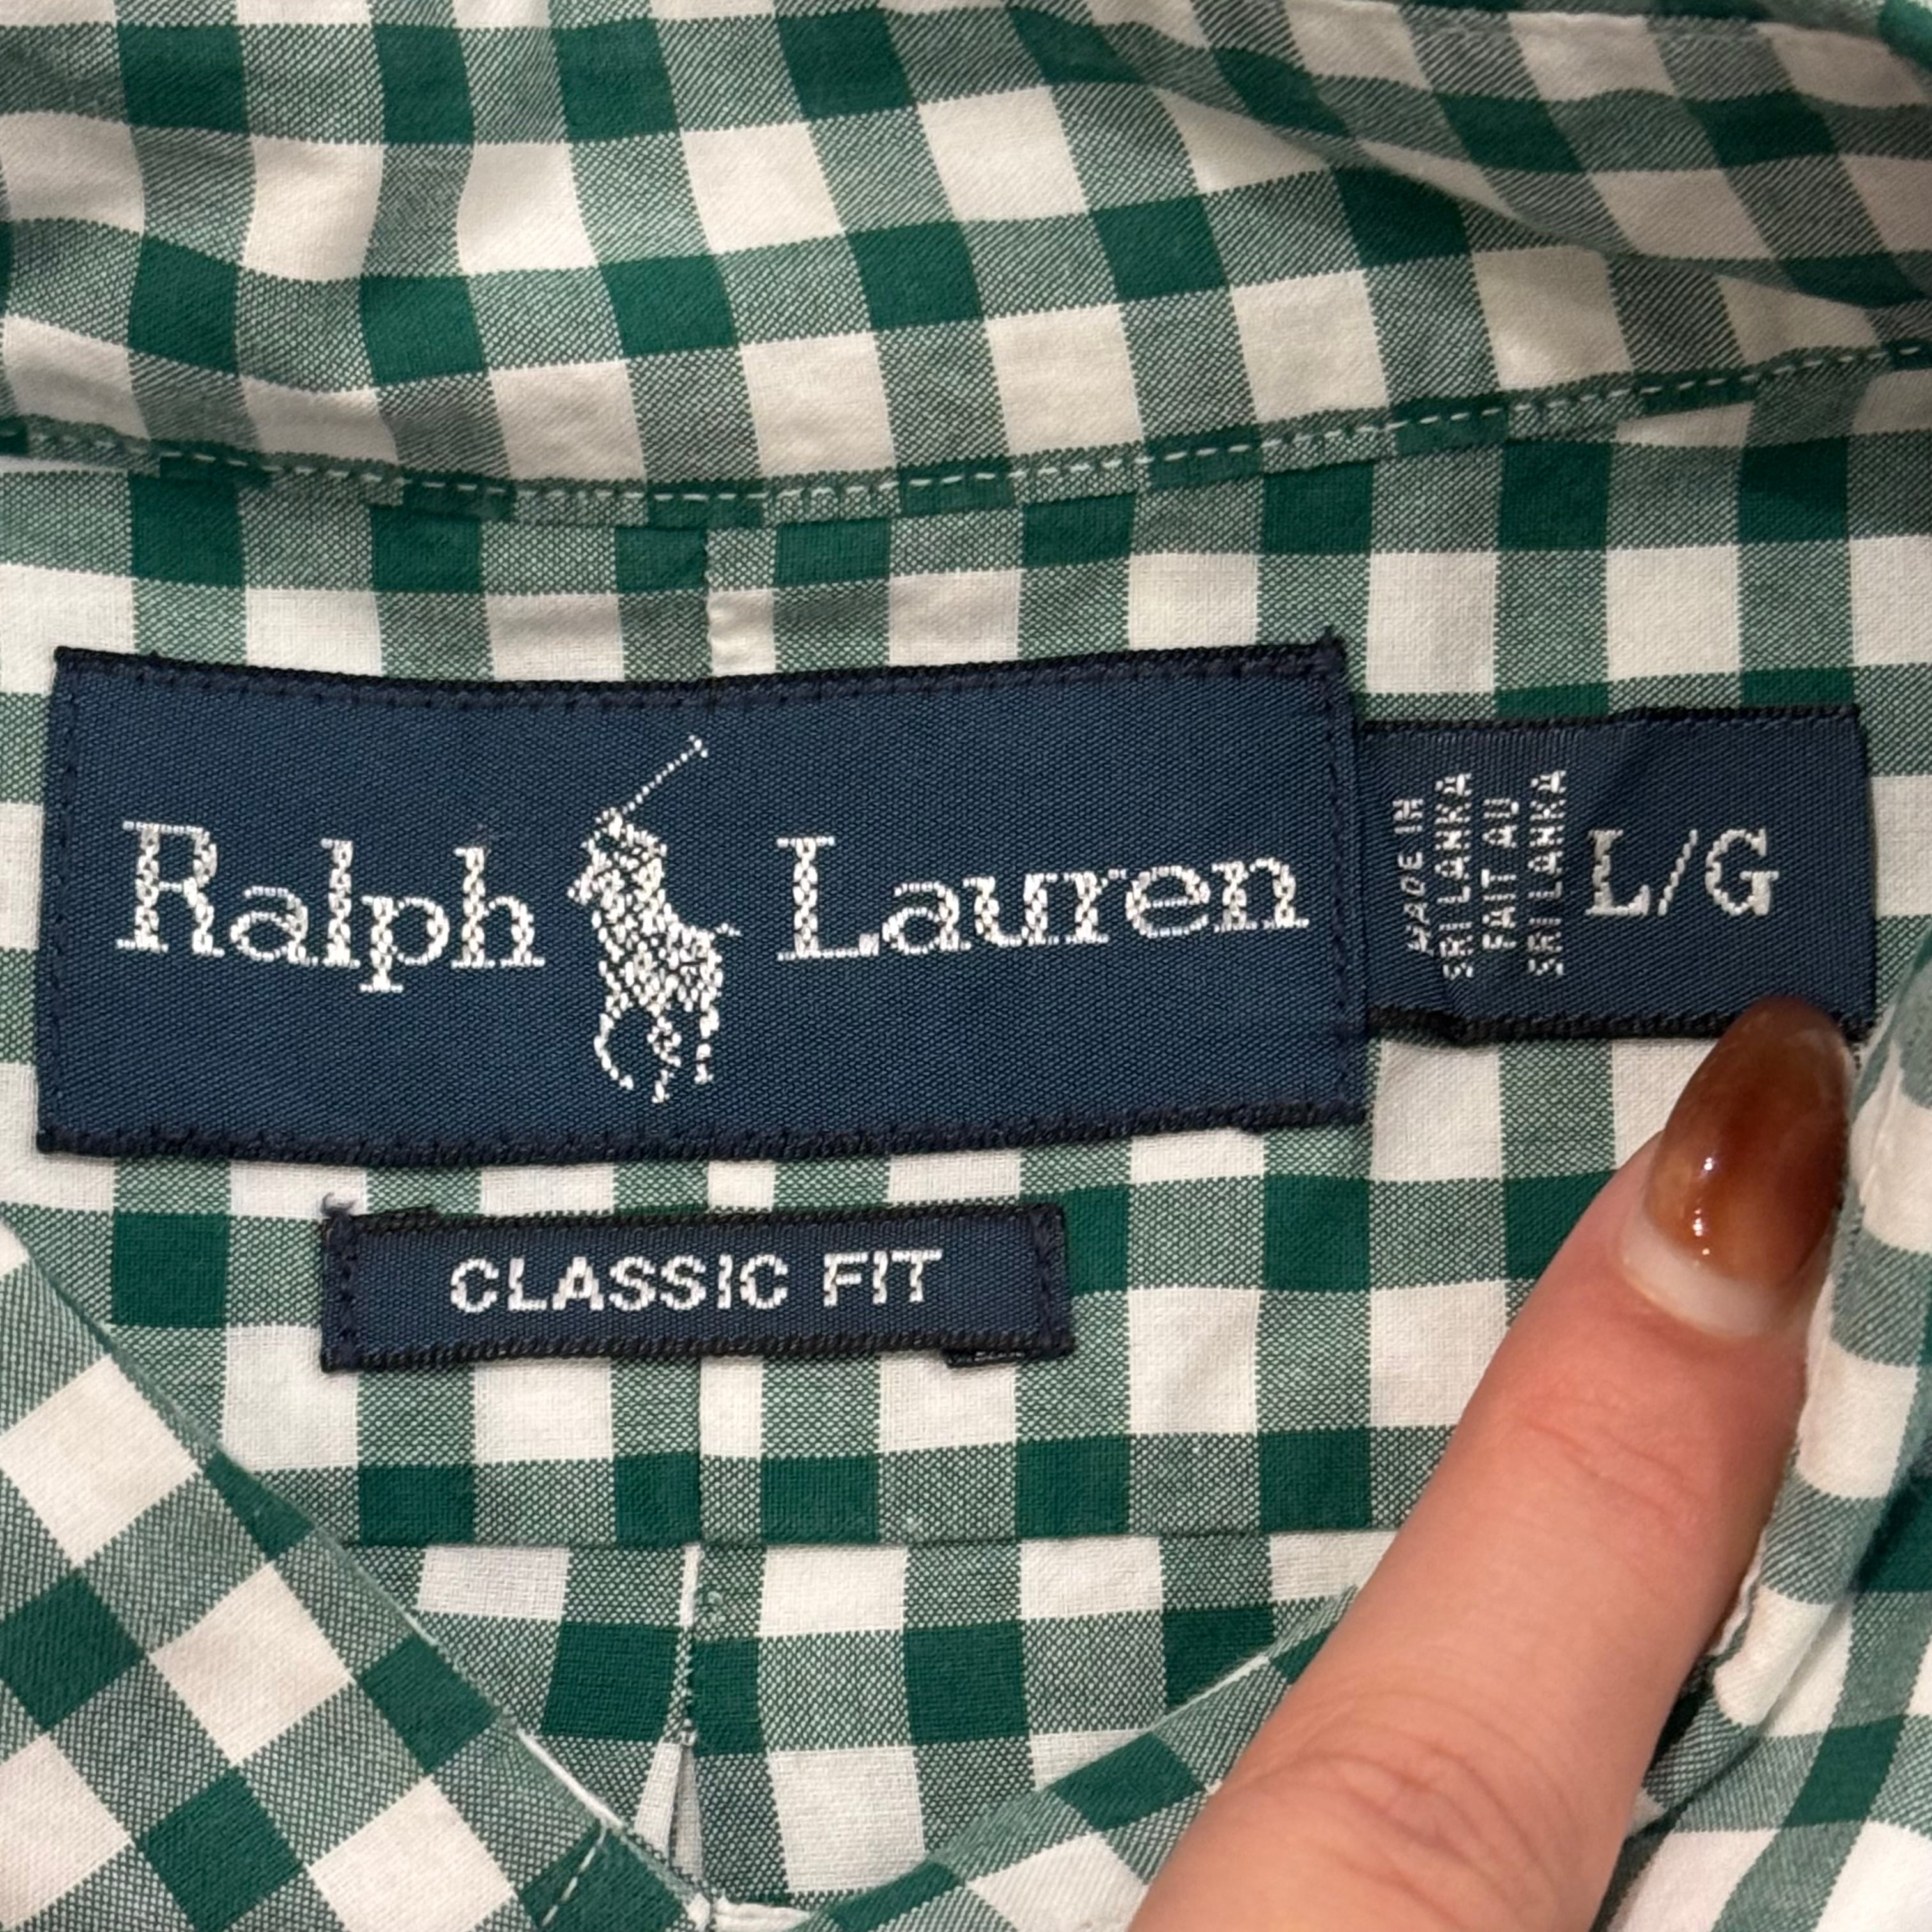 Ralph Lauren
MADE IN
SRI LANKA
FAIT AU
SRI LANKA
L/G
CLASSIC FIT